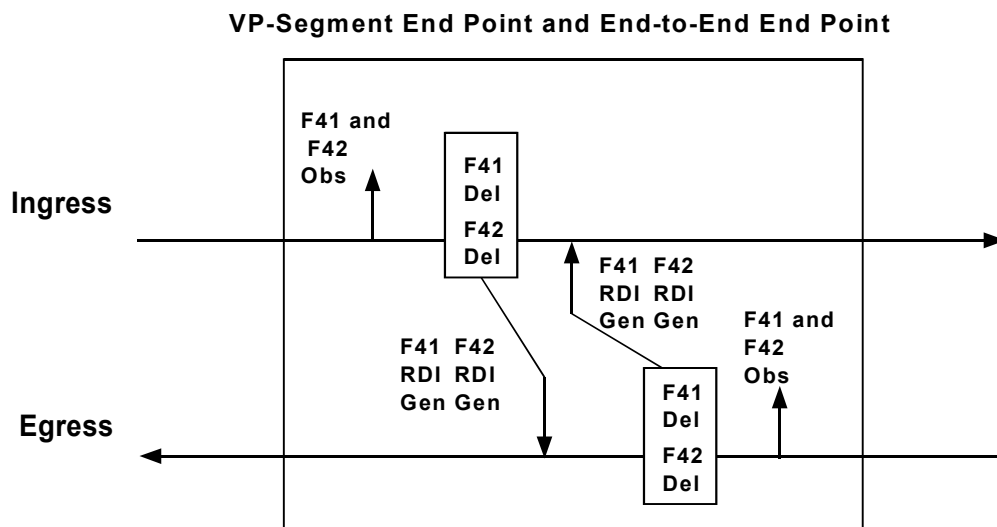 VP-Segment End Point and End-to-End End Point
F41 and
F42
Obs
F41
Del
F42
Del
Ingress
F41 F42
RDI RDI
Gen Gen
F41 and
F42
Obs
F41 F42
RDI RDI
Gen Gen
F41
Del
F42
Del
Egress